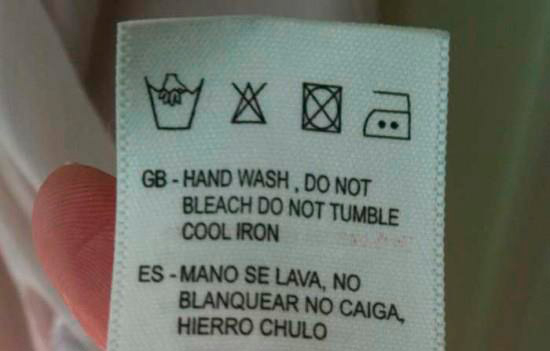 GB - HAND WASH , DO NOT
BLEACH DO NOT TUMBLE
COOL IRON
ES - MANO SE LAVA, NO
BLANQUEAR NO CAIGA,
HIERRO CHULO